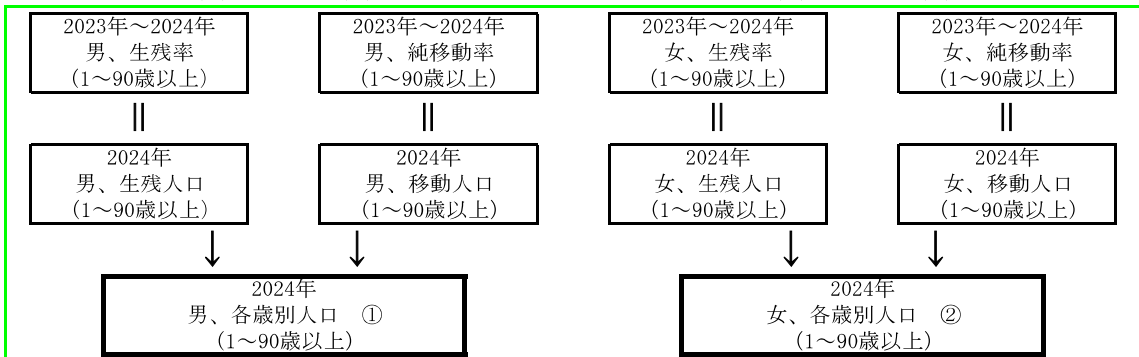 2023年～2024年
男、生残率
(1～90歳以上)
2023年～2024年
男、純移動率
(1～90歳以上)
2023年～2024年
女、生残率
(1～90歳以上)
2023年～2024年
女、純移動率
(1～90歳以上)
2024年
男、生残人口
(1～90歳以上)
2024年
男、移動人口
(1～90歳以上)
2024年
女、生残人口
(1～90歳以上)
2024年
女、移動人口
(1～90歳以上)
2024年
男、各歳別人口　①
(1～90歳以上)
2024年
女、各歳別人口　②
(1～90歳以上)